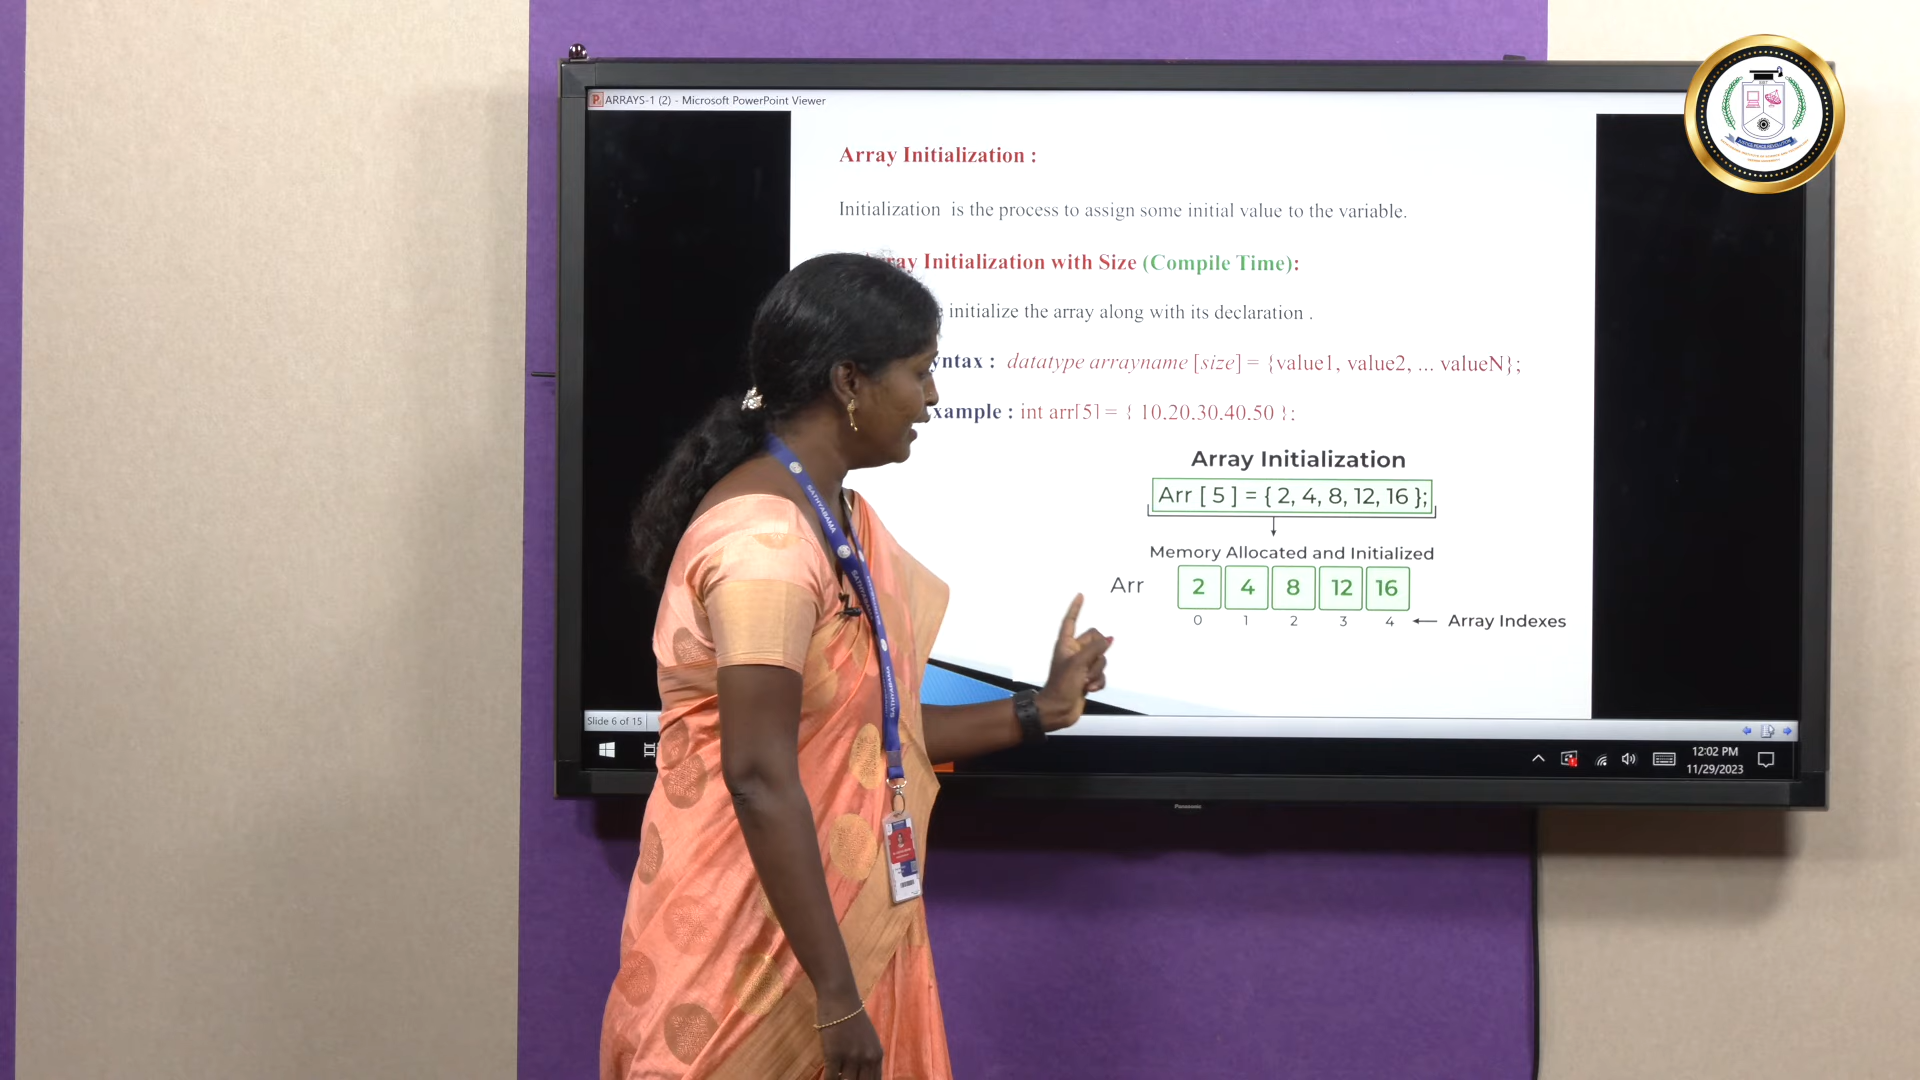 ARRAYS-1 (2) - Microsoft PowerPoint Viewer
Array Initialization :
Initialization is the process to assign some initial value to the variable.
Initialization with Size (Compile Time):
initialize the array along with its declaration .
datatype arrayname [size] = {value1, value2, ... valueN};
int arr[5] = { 10.20.30.40.50 };
Array Initialization
Arr [ 5 ] = { 2, 4, 8, 12, 16 };
Memory Allocated and Initialized
Arr 2 4 8 12 16
0 1 2 3 4 Array Indexes
Slide 6 of 15
12:02 PM
11/29/2023
Panasonic
SATHYABAMA
SATHYABAMA
SATHYABAMA